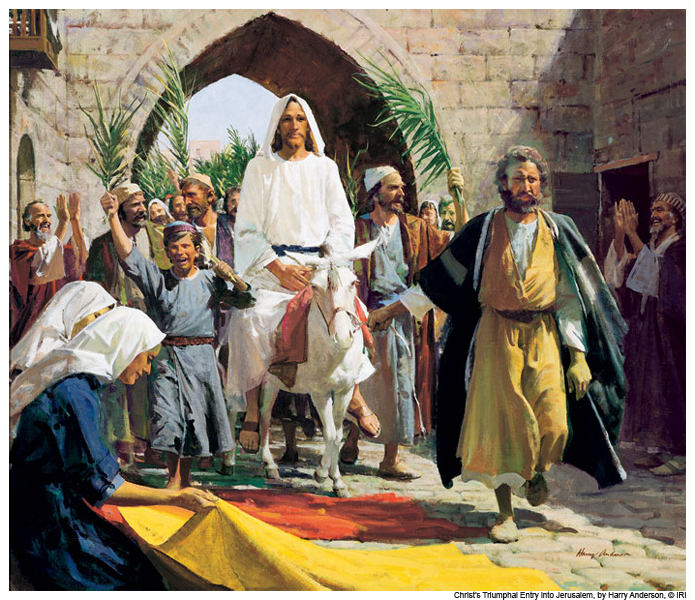 Harry Anderson
Christ's Triumphal Entry into Jerusalem, by Harry Anderson, © IRI